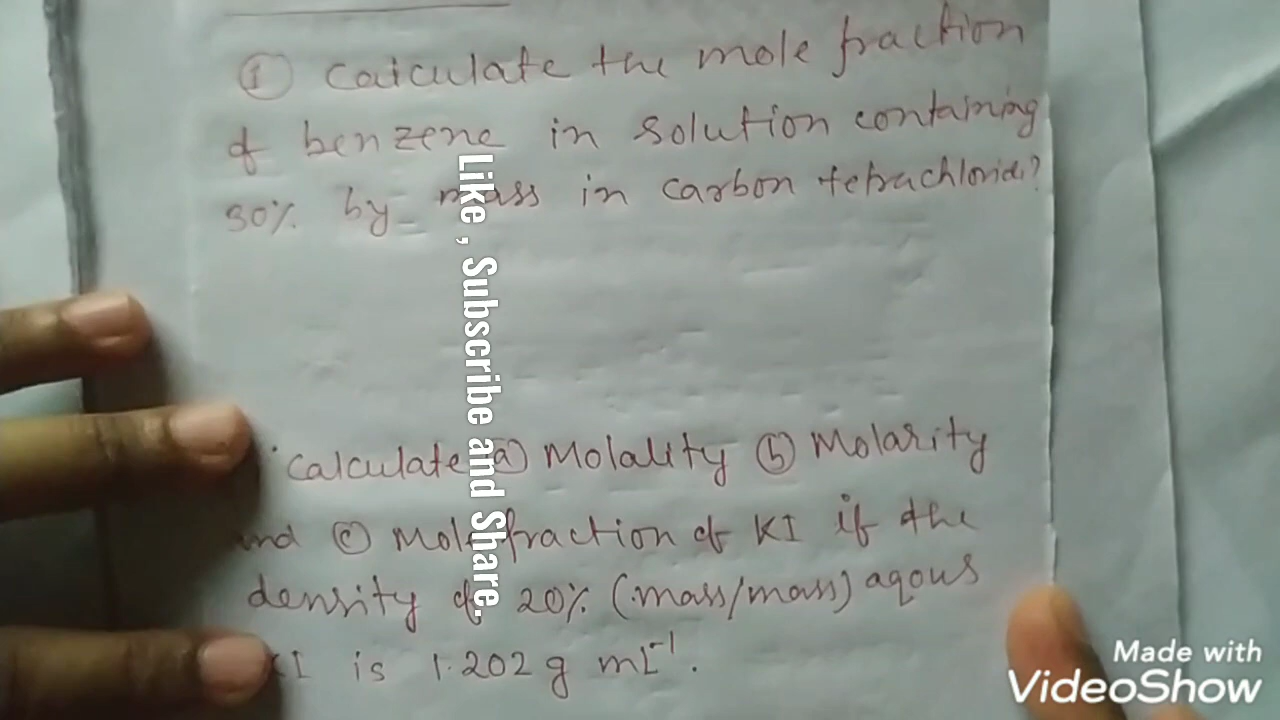 ① Calculate the mole fraction
of benzene in solution containing
30% by mass in carbon tetrachloride?
Calculate ⓐ Molality ⓑ Molarity
and ⓒ Mole fraction of KI if the
density of 20% (mass/mass) aqous
KI is 1.202 g mL⁻¹.
Like , Subscribe and Share.
Made with
VideoShow